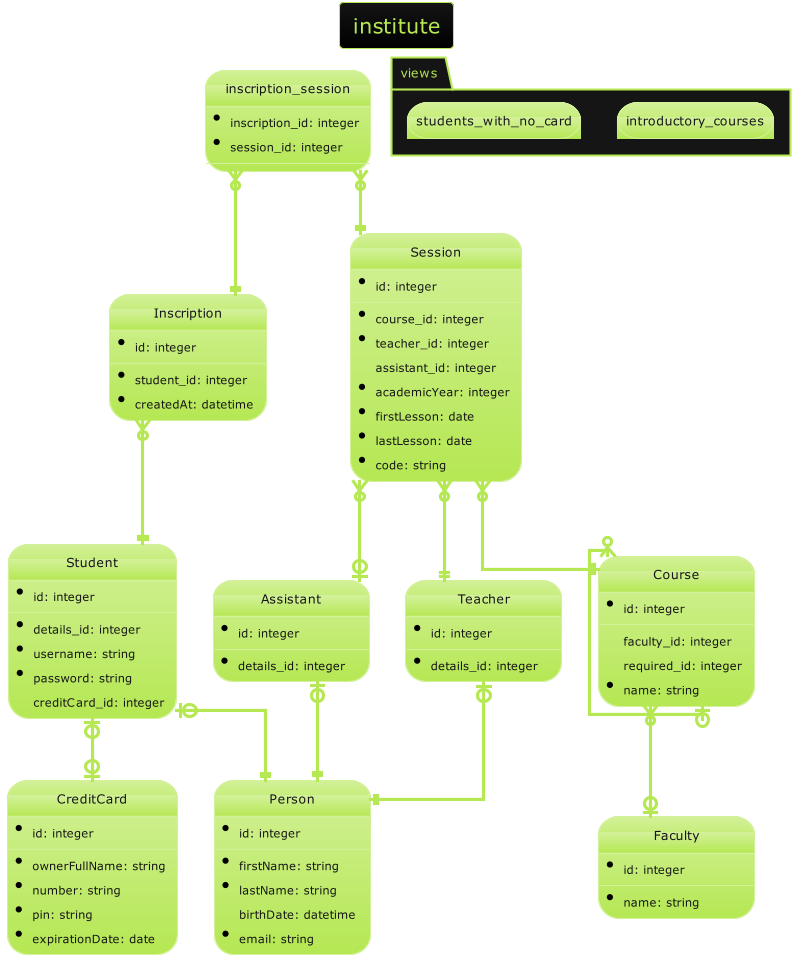 institute
views
students_with_no_card
introductory_courses
inscription_session
inscription_id: integer
session_id: integer
Session
id: integer
course_id: integer
teacher_id: integer
assistant_id: integer
academicYear: integer
firstLesson: date
lastLesson: date
code: string
Inscription
id: integer
student_id: integer
createdAt: datetime
Student
id: integer
details_id: integer
username: string
password: string
creditCard_id: integer
Assistant
id: integer
details_id: integer
Teacher
id: integer
details_id: integer
Course
id: integer
faculty_id: integer
required_id: integer
name: string
CreditCard
id: integer
ownerFullName: string
number: string
pin: string
expirationDate: date
Person
id: integer
firstName: string
lastName: string
birthDate: datetime
email: string
Faculty
id: integer
name: string